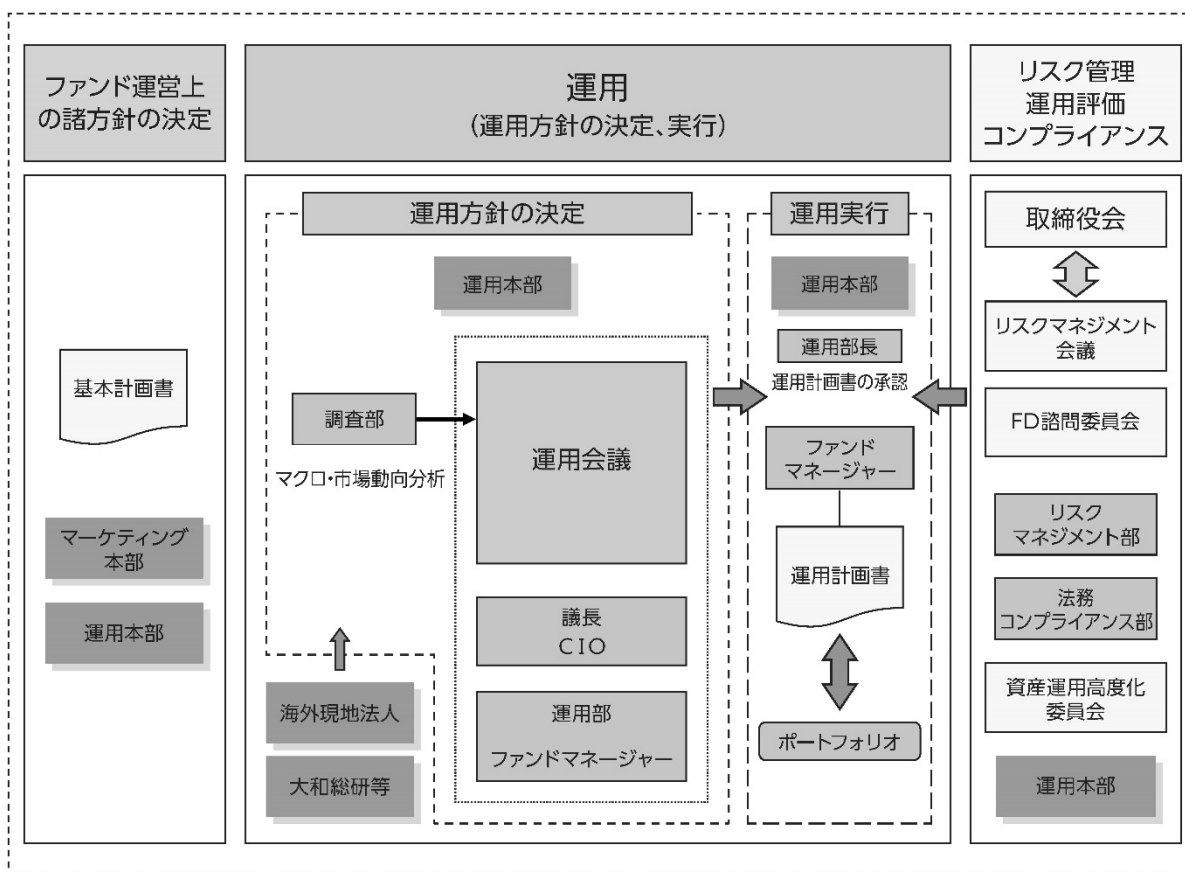 ファンド運営上
の諸方針の決定
基本計画書
マーケティング
本部
運用本部
運用
(運用方針の決定、実行)
運用方針の決定
運用本部
調査部
マクロ・市場動向分析
運用会議
議長
CIO
運用部
ファンドマネージャー
海外現地法人
大和総研等
運用実行
運用本部
運用部長
運用計画書の承認
ファンド
マネージャー
運用計画書
ポートフォリオ
リスク管理
運用評価
コンプライアンス
取締役会
リスクマネジメント
会議
FD諮問委員会
リスク
マネジメント部
法務
コンプライアンス部
資産運用高度化
委員会
運用本部